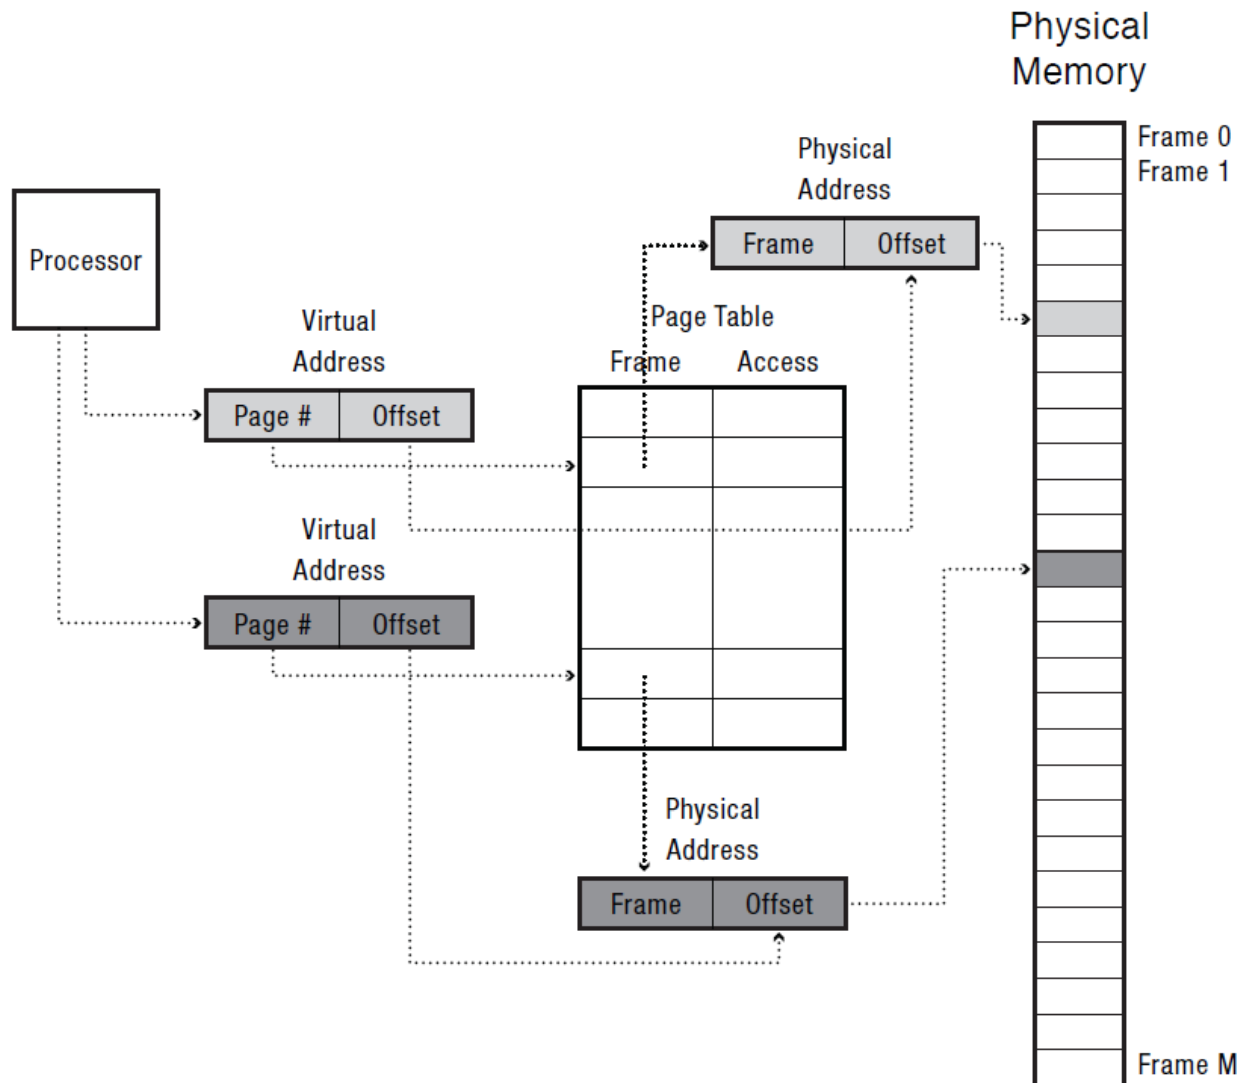 Physical
Memory
Frame 0
Frame 1
Physical
Address
Frame Offset
Processor
Virtual
Address
Page Table
Frame Access
Page # Offset
Virtual
Address
Page # Offset
Physical
Address
Frame Offset
Frame M